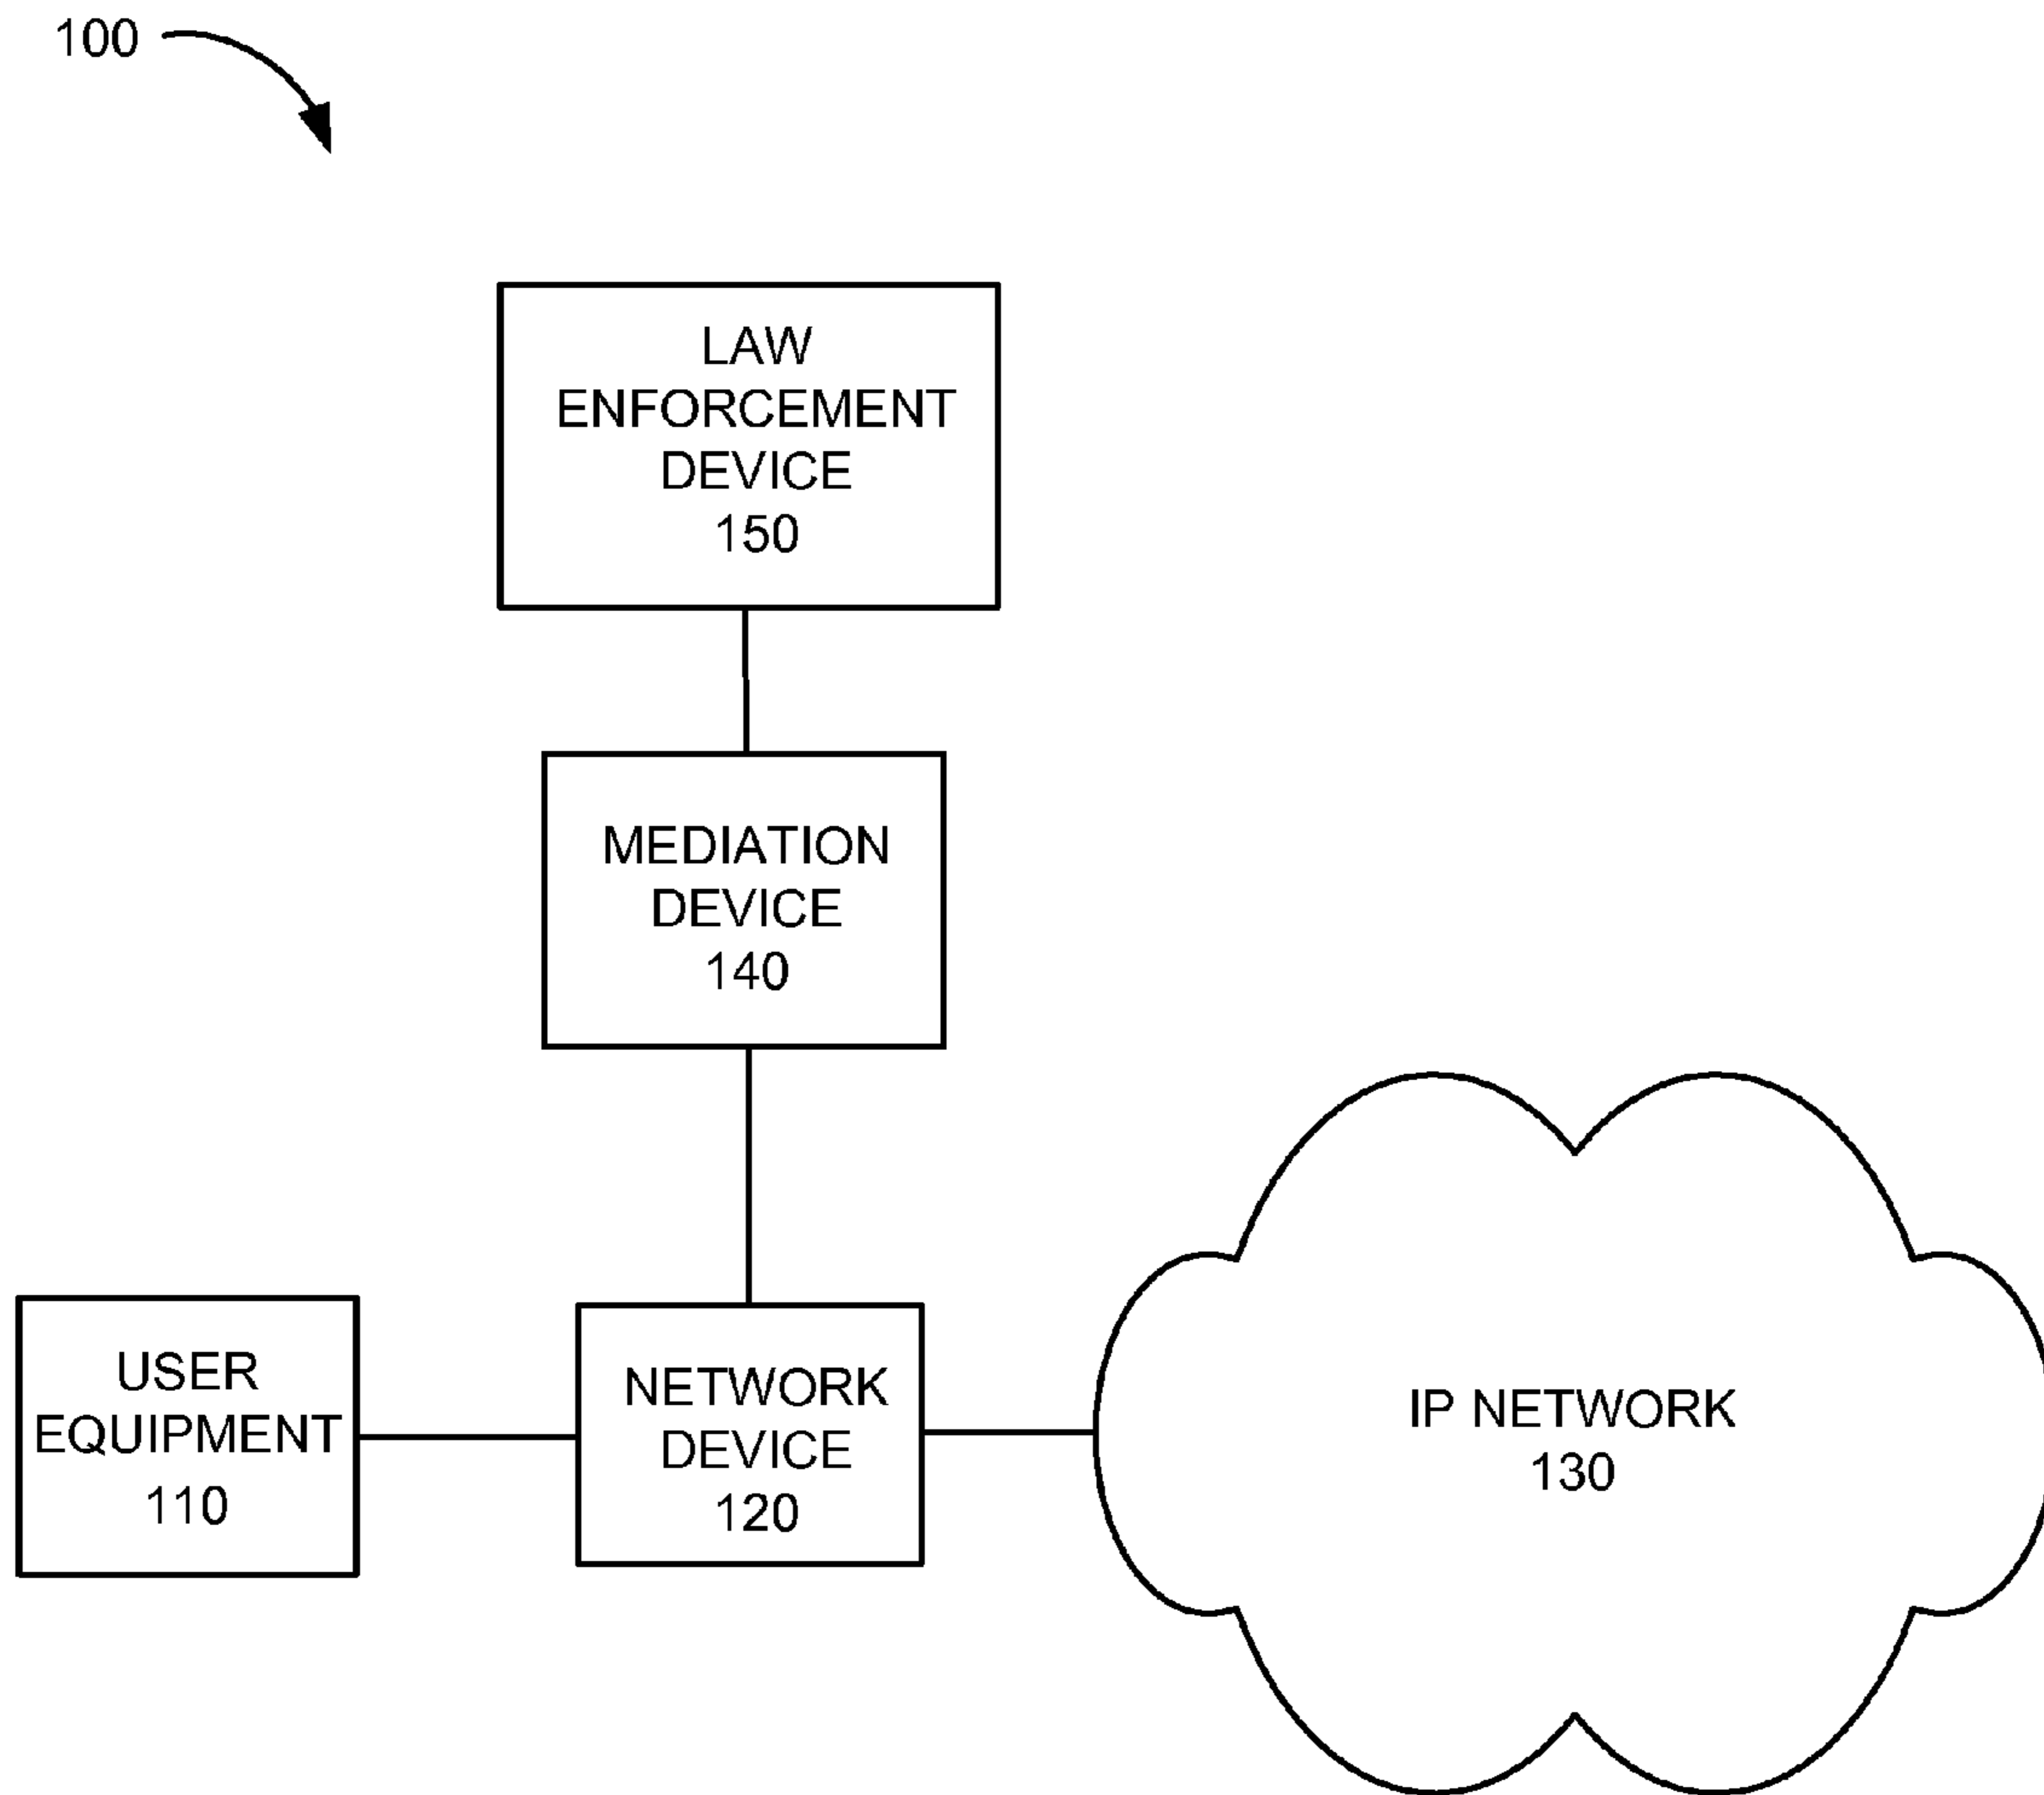 100
LAW
ENFORCEMENT
DEVICE
150
MEDIATION
DEVICE
140
USER
EQUIPMENT
110
NETWORK
DEVICE
120
IP NETWORK
130